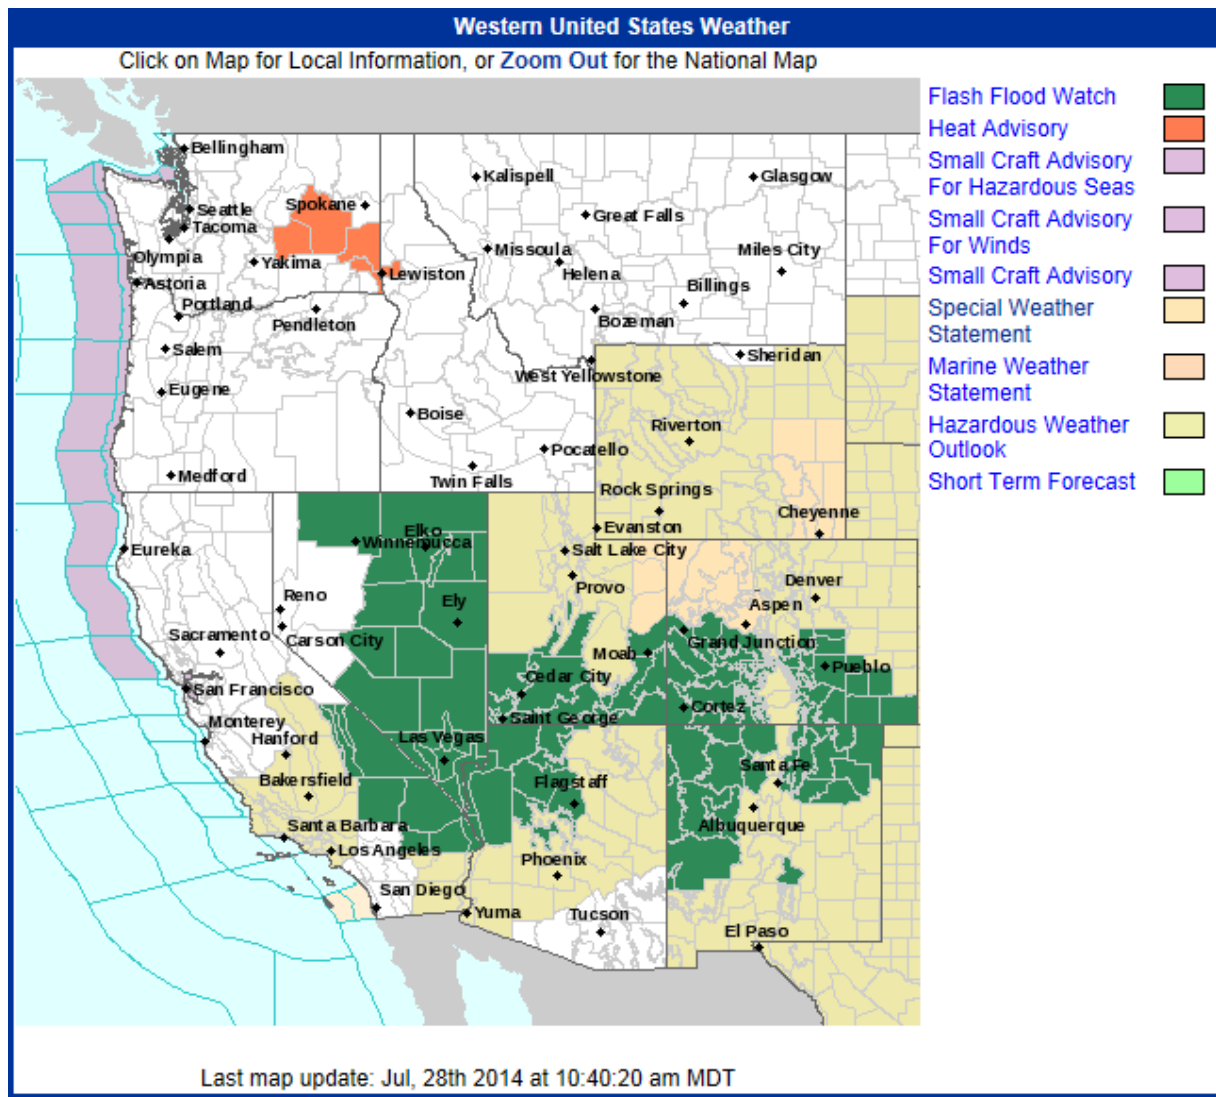 Western United States Weather
Click on Map for Local Information, or Zoom Out for the National Map
Flash Flood Watch
Heat Advisory
Small Craft Advisory
For Hazardous Seas
Small Craft Advisory
For Winds
Small Craft Advisory
Special Weather
Statement
Marine Weather
Statement
Hazardous Weather
Outlook
Short Term Forecast
Bellingham
Kalispell
Glasgow
Spokane
Seattle
Great Falls
Tacoma
Olympia
Yakima
Missoula
Miles City
Lewiston
Helena
Astoria
Billings
Portland
Pendleton
Bozeman
Salem
Sheridan
West Yellowstone
Eugene
Boise
Riverton
Pocatello
Medford
Twin Falls
Rock Springs
Cheyenne
Elko
Evanston
Winnemucca
Eureka
Salt Lake City
Provo
Denver
Reno
Ely
Aspen
Sacramento
Carson City
Grand Junction
Moab
Pueblo
Cedar City
San Francisco
Cortez
Monterey
Saint George
Hanford
Las Vegas
Santa Fe
Bakersfield
Flagstaff
Santa Barbara
Albuquerque
Los Angeles
Phoenix
San Diego
Yuma
Tucson
El Paso
Last map update: Jul, 28th 2014 at 10:40:20 am MDT